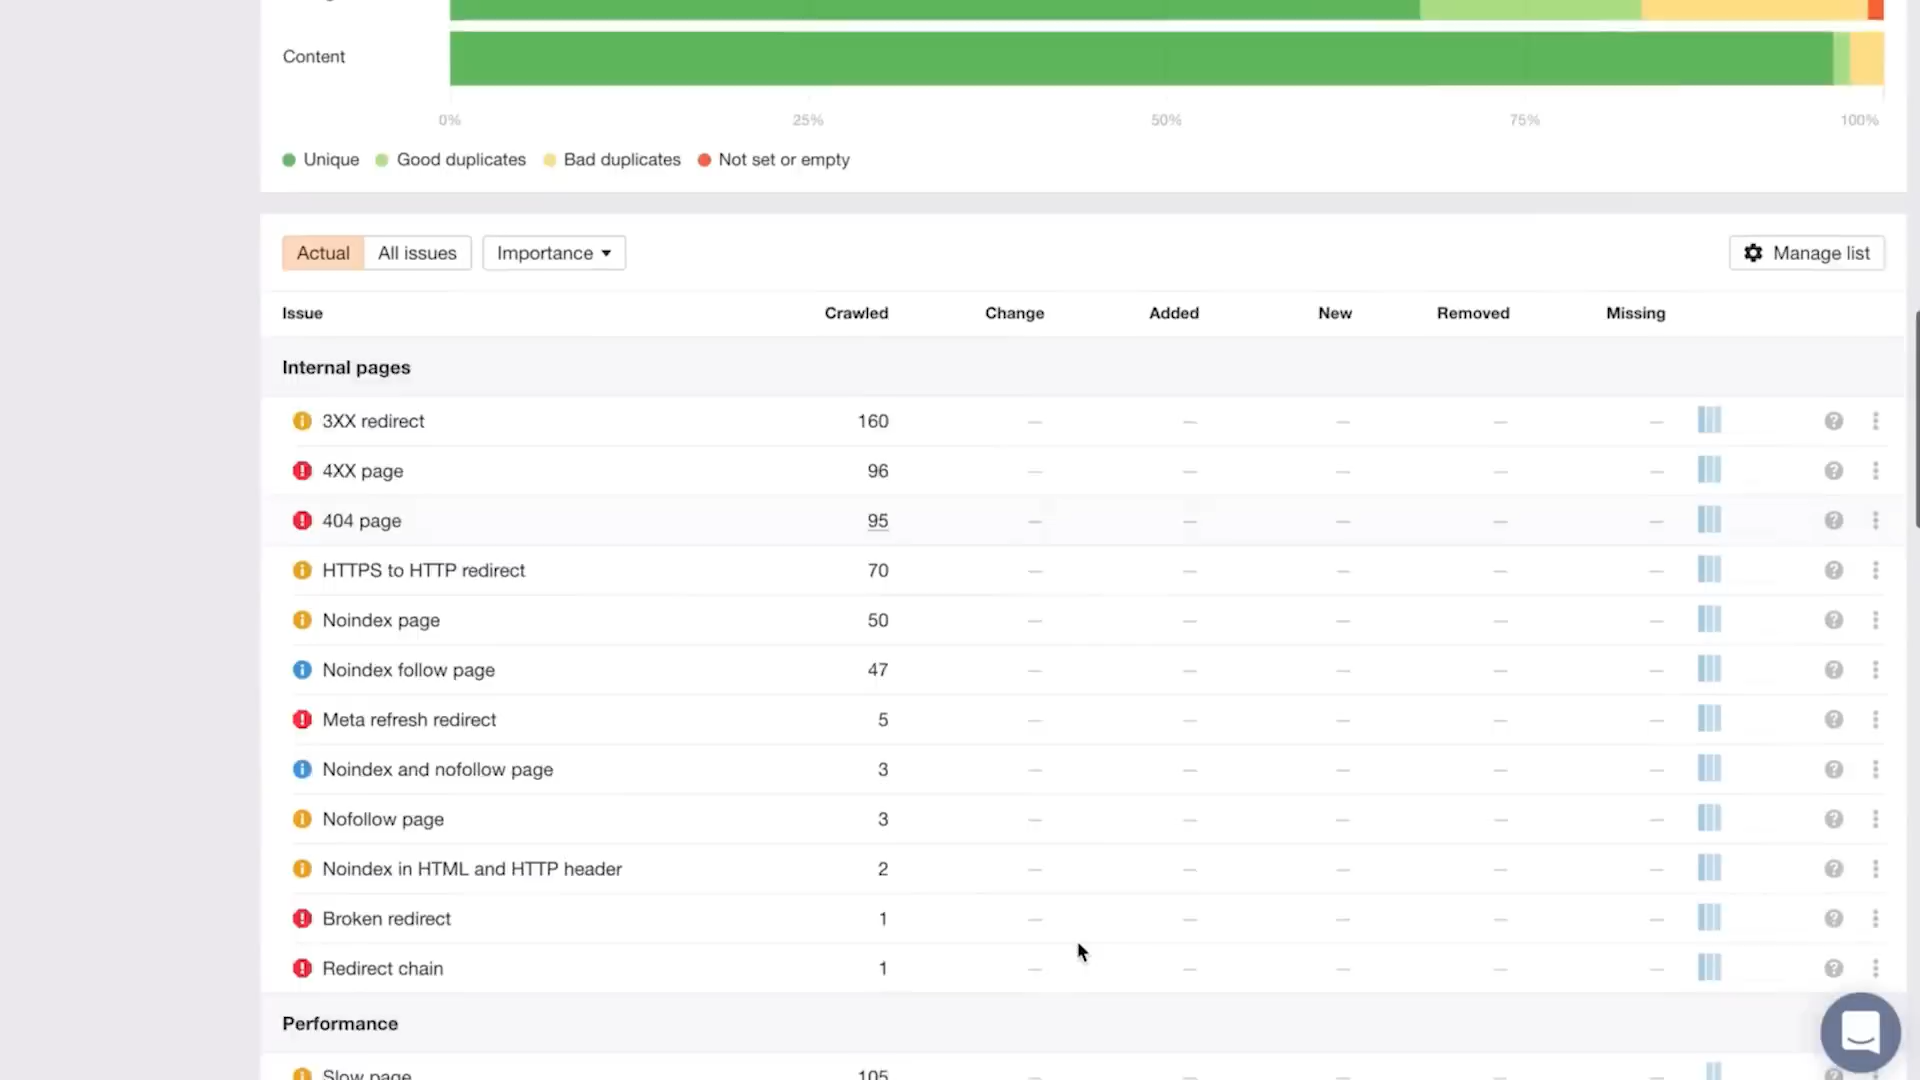 Content
0% 25% 50% 75% 100%
Unique Good duplicates Bad duplicates Not set or empty
Actual All issues Importance Manage list
Issue Crawled Change Added New Removed Missing
Internal pages
3XX redirect 160 — — — — —
4XX page 96 — — — — —
404 page 95 — — — — —
HTTPS to HTTP redirect 70 — — — — —
Noindex page 50 — — — — —
Noindex follow page 47 — — — — —
Meta refresh redirect 5 — — — — —
Noindex and nofollow page 3 — — — — —
Nofollow page 3 — — — — —
Noindex in HTML and HTTP header 2 — — — — —
Broken redirect 1 — — — — —
Redirect chain 1 — — — — —
Performance
Slow page 105 — — — — —